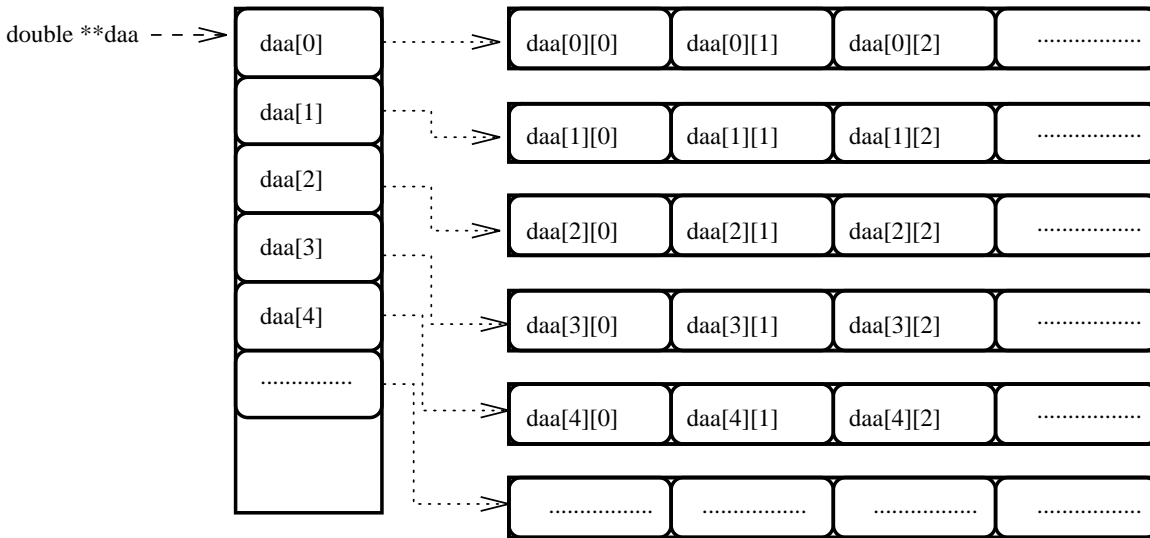 double **daa
daa[0]
daa[1]
daa[2]
daa[3]
daa[4]
...............
daa[0][0] daa[0][1] daa[0][2] .................
daa[1][0] daa[1][1] daa[1][2] .................
daa[2][0] daa[2][1] daa[2][2] .................
daa[3][0] daa[3][1] daa[3][2] .................
daa[4][0] daa[4][1] daa[4][2] .................
................. ................. ................. .................